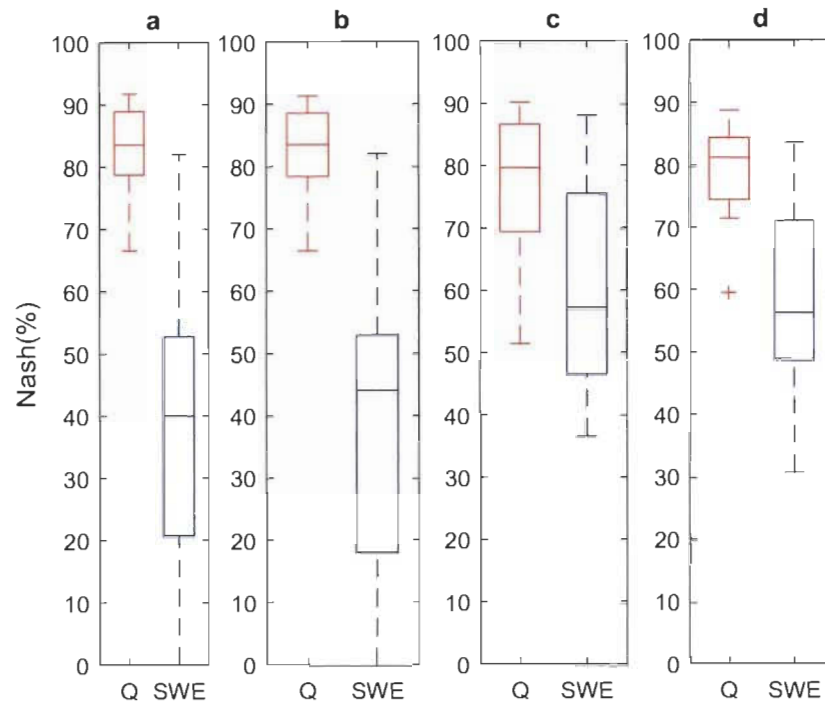 a b c d
Nash(%)
100 100 100 100
90 90 90 90
80 80 80 80
70 70 70 70
60 60 60 60
50 50 50 50
40 40 40 40
30 30 30 30
20 20 20 20
10 10 10 10
0 0 0 0
Q SWE Q SWE Q SWE Q SWE